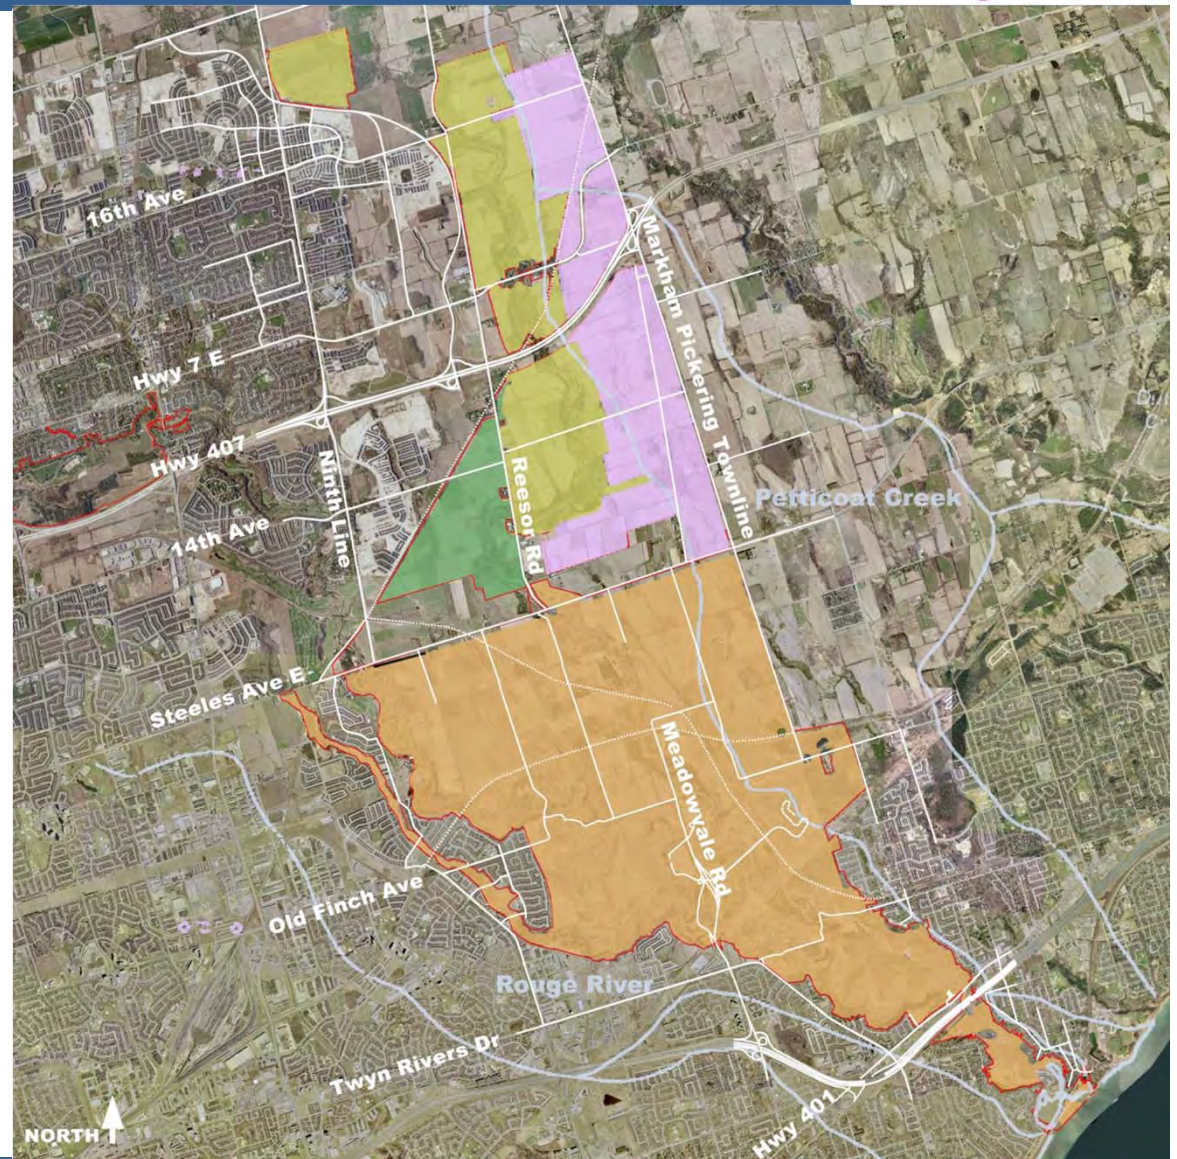 16th Ave
Markham Pickering Townline
Hwy 7 E
Hwy 407
Ninth Line
Reesor Rd
Petticoat Creek
14th Ave
Steeles Ave E
Meadowvale Rd
Old Finch Ave
Rouge River
Twyn Rivers Dr
Hwy 401
NORTH